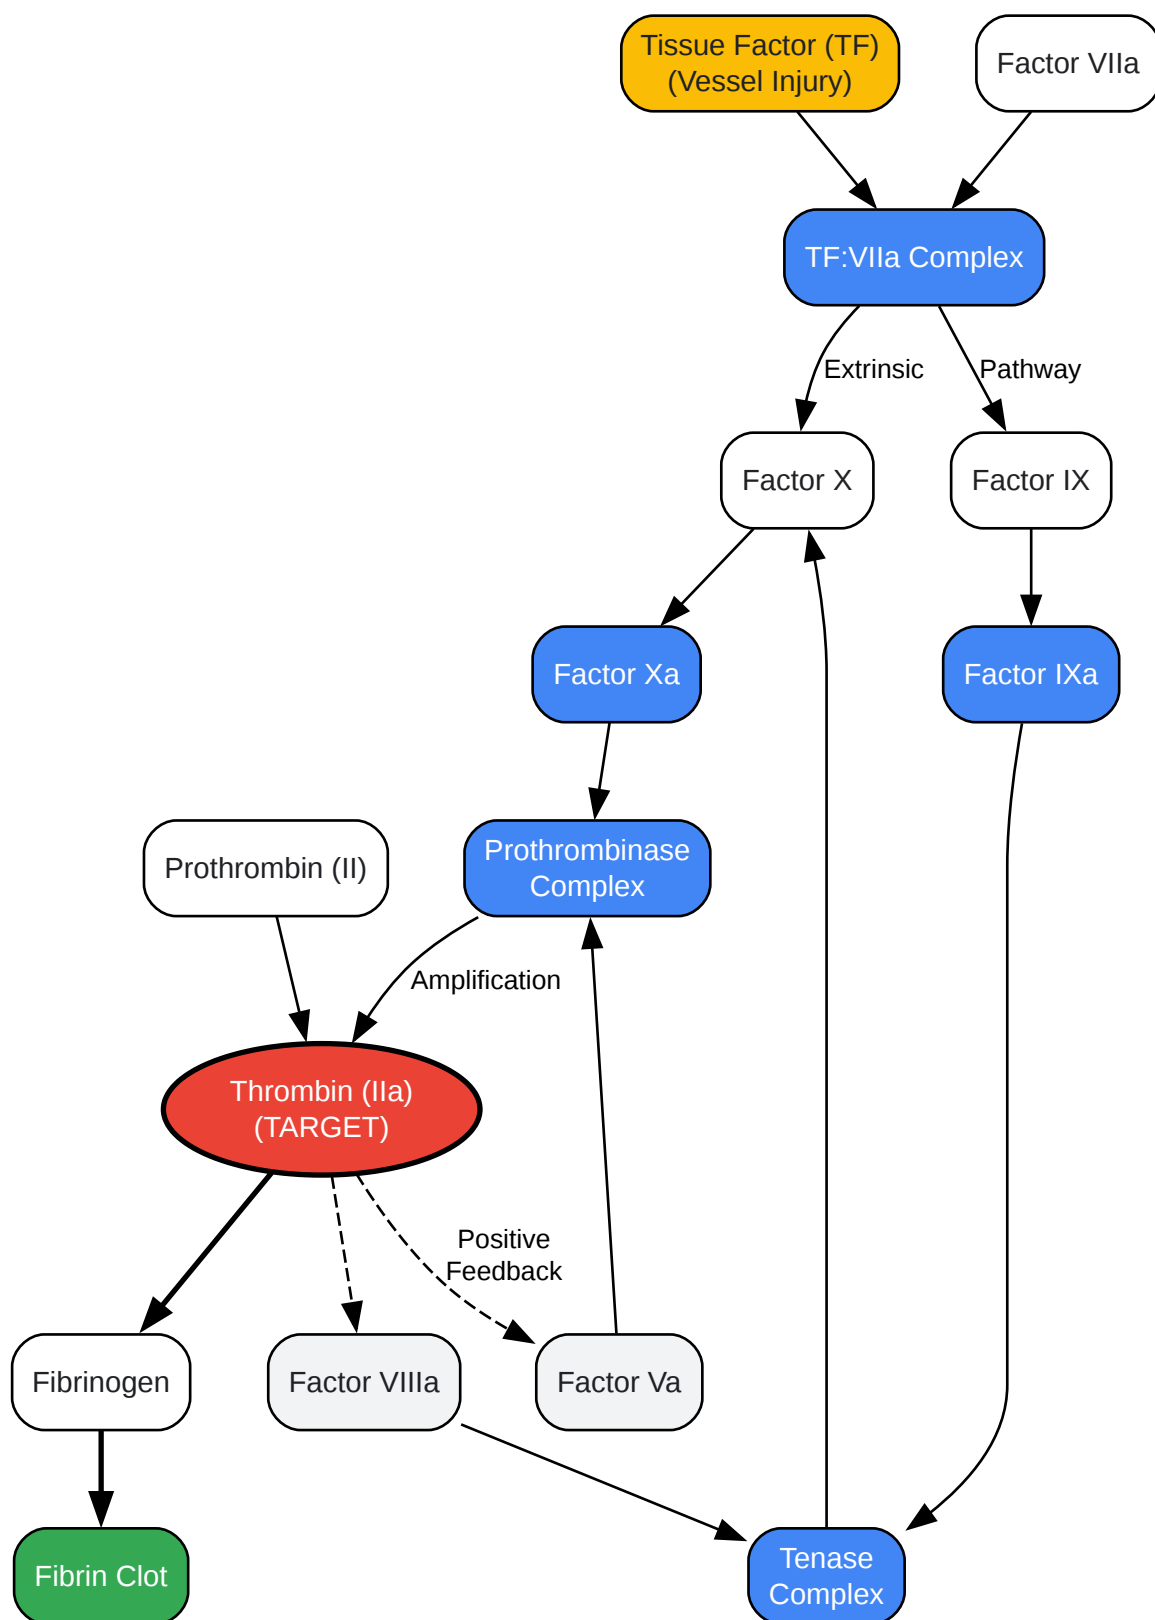 Tissue Factor (TF)
(Vessel Injury)
Factor VIIa
TF:VIIa Complex
Extrinsic
Pathway
Factor X
Factor IX
Factor Xa
Factor IXa
Prothrombin (II)
Prothrombinase
Complex
Amplification
Thrombin (IIa)
(TARGET)
Positive
Feedback
Fibrinogen
Factor VIIIa
Factor Va
Fibrin Clot
Tenase
Complex